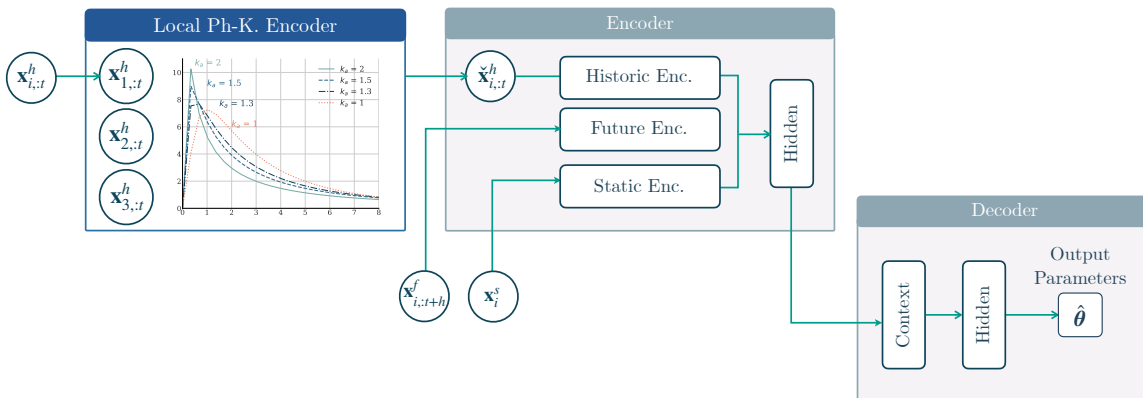 Local Ph-K. Encoder
Encoder
x^h_{i,:t}
x^h_{1,:t}
x^h_{2,:t}
x^h_{3,:t}
10
8
6
4
2
0
0 1 2 3 4 5 6 7 8
k_a = 2
k_a = 1.5
k_a = 1.3
k_a = 1
k_a = 2
k_a = 1.5
k_a = 1.3
k_a = 1
x̌^h_{i,:t}
Historic Enc.
Future Enc.
Static Enc.
Hidden
x^f_{i,:t+h}
x^s_i
Decoder
Context
Hidden
Output
Parameters
θ̂